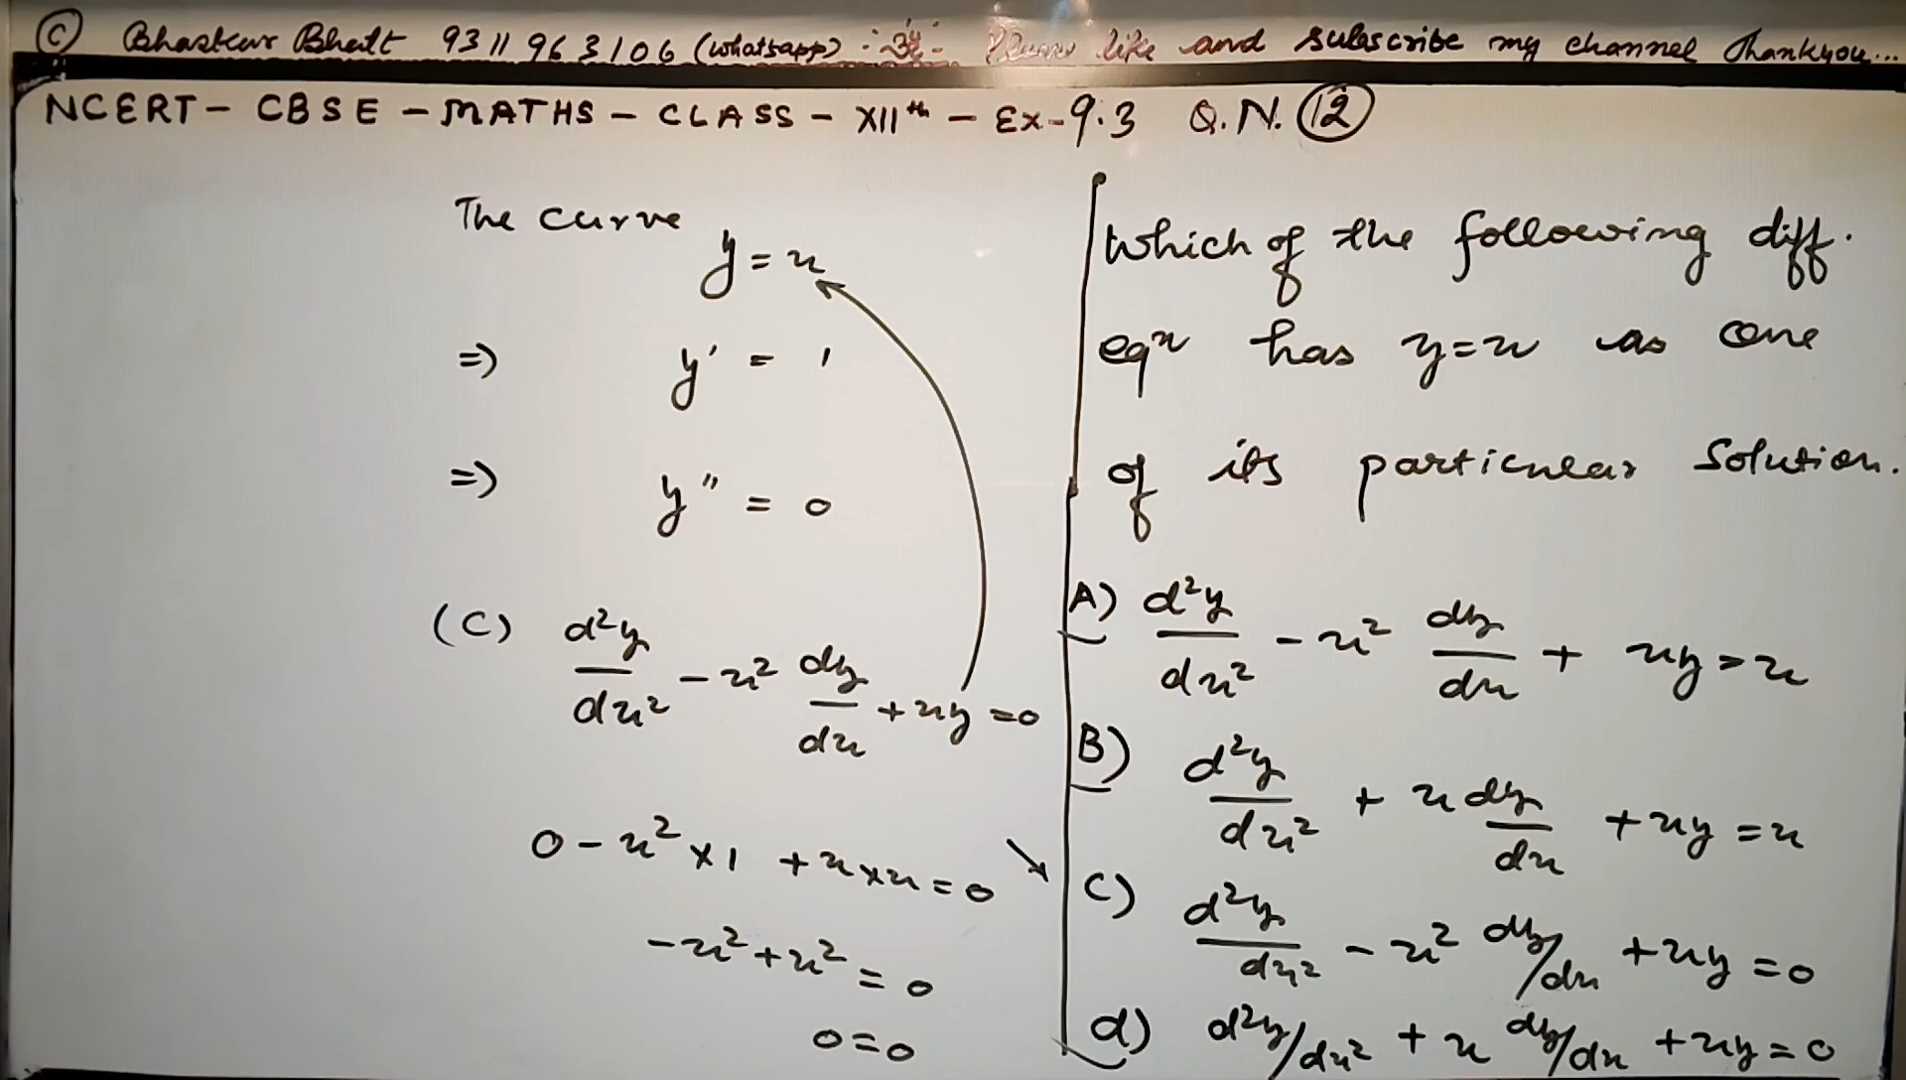 © Bhaskar Bhatt 9311963106 (whatsapp) :- Please like and subscribe my channel Thankyou...
NCERT - CBSE - MATHS - CLASS - XIIth - Ex-9.3 Q.N. 12
The curve
y = x
=> y' = 1
=> y" = 0
(C) d²y/dx² - x² dy/dx + xy = 0
0 - x² × 1 + x × x = 0
-x² + x² = 0
0 = 0
Which of the following diff.
eqn has y = x as one
of its particular solution.
A) d²y/dx² - x² dy/dx + xy = x
B) d²y/dx² + x dy/dx + xy = x
C) d²y/dx² - x² dy/dx + xy = 0
d) d²y/dx² + x dy/dx + xy = 0